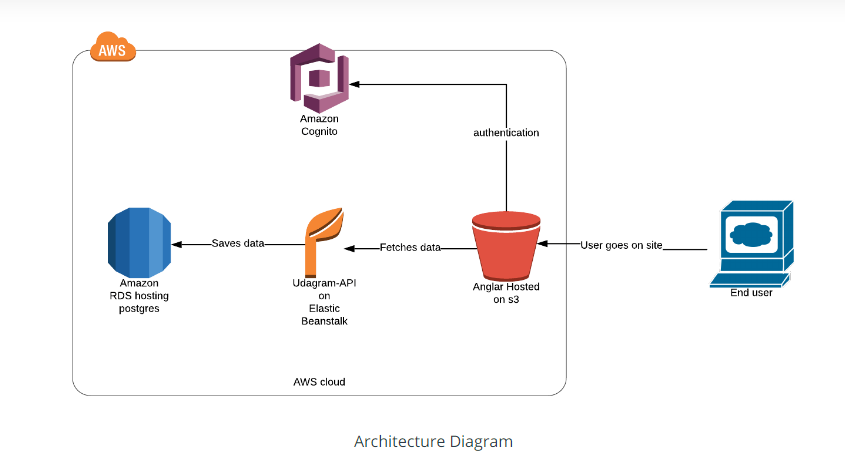 AWS
Amazon
Cognito
authentication
Saves data
Fetches data
User goes on site
Amazon
RDS hosting
postgres
Udagram-API
on
Elastic
Beanstalk
Anglar Hosted
on s3
End user
AWS cloud
Architecture Diagram